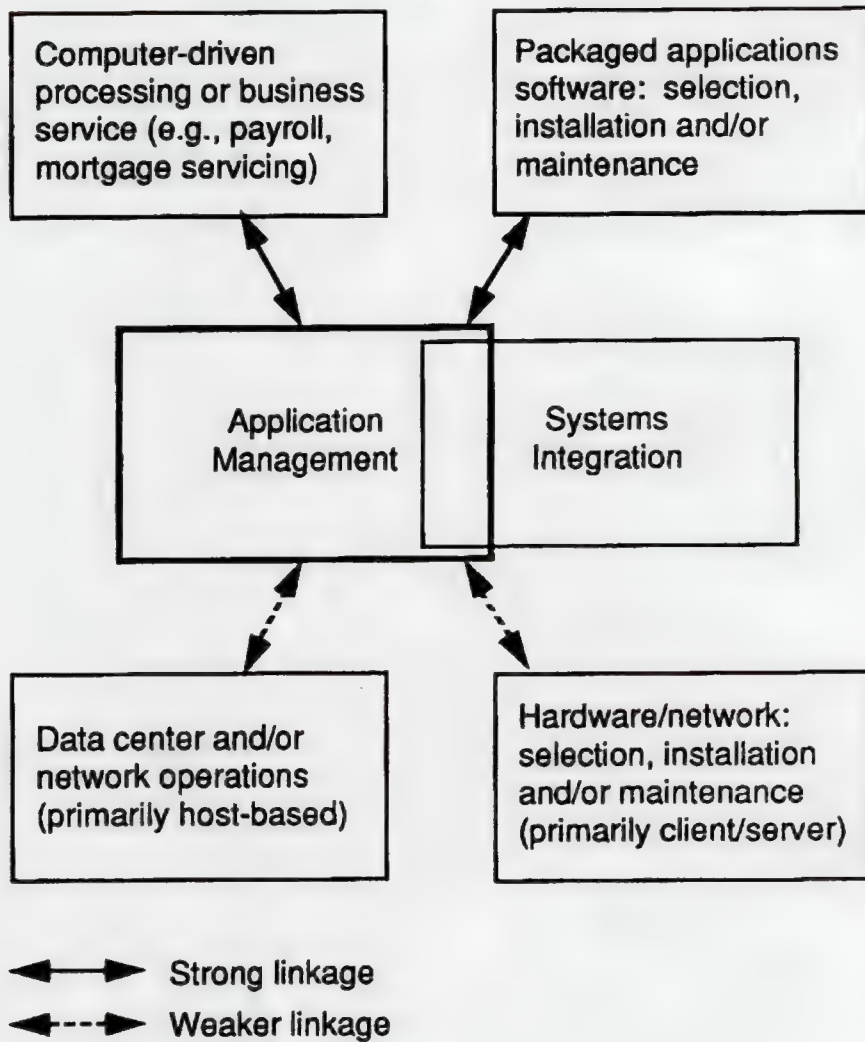 Computer-driven
processing or business
service (e.g., payroll,
mortgage servicing)
Packaged applications
software: selection,
installation and/or
maintenance
Application
Management
Systems
Integration
Data center and/or
network operations
(primarily host-based)
Hardware/network:
selection, installation
and/or maintenance
(primarily client/server)
Strong linkage
Weaker linkage